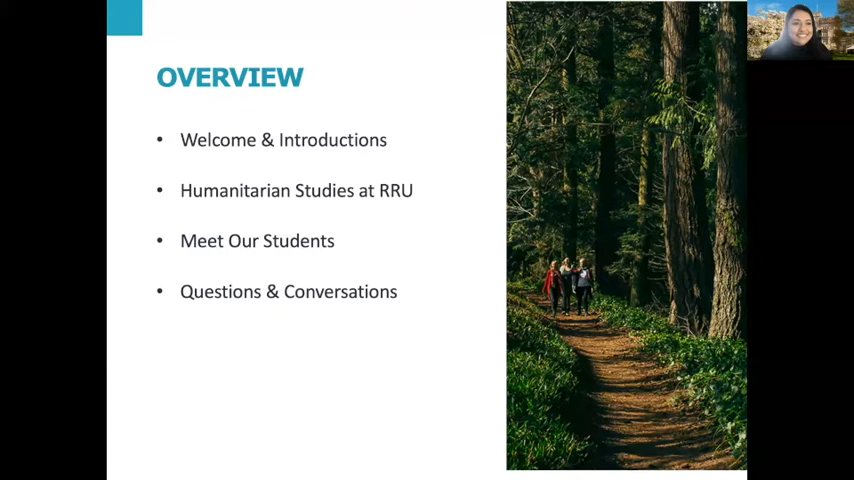 OVERVIEW
• Welcome & Introductions
• Humanitarian Studies at RRU
• Meet Our Students
• Questions & Conversations